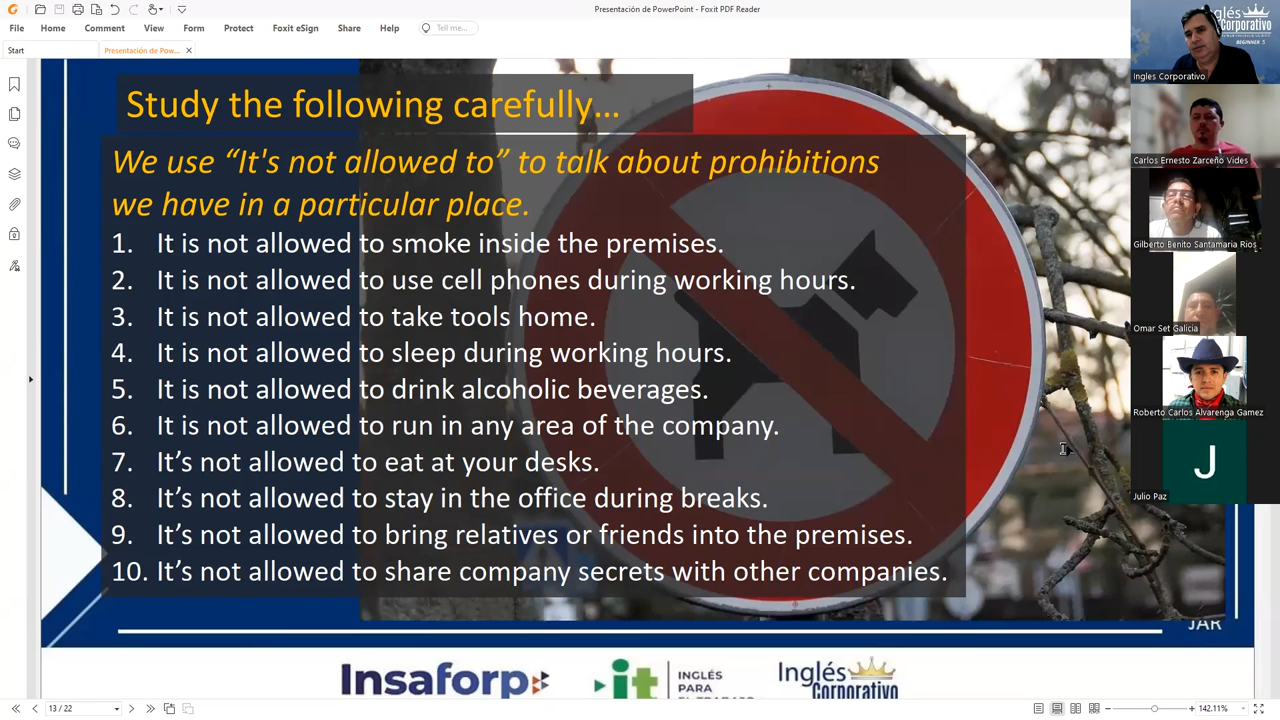 Presentación de PowerPoint - Foxit PDF Reader
File Home Comment View Form Protect Foxit eSign Share Help Tell me...
Start Presentación de Pow...
Study the following carefully...
We use “It's not allowed to” to talk about prohibitions
we have in a particular place.
1. It is not allowed to smoke inside the premises.
2. It is not allowed to use cell phones during working hours.
3. It is not allowed to take tools home.
4. It is not allowed to sleep during working hours.
5. It is not allowed to drink alcoholic beverages.
6. It is not allowed to run in any area of the company.
7. It’s not allowed to eat at your desks.
8. It’s not allowed to stay in the office during breaks.
9. It’s not allowed to bring relatives or friends into the premises.
10. It’s not allowed to share company secrets with other companies.
JAR
Insaforp
it
INGLÉS
PARA
Inglés
Corporativo
13 / 22
142.11%
BEGINNER 5
Ingles Corporativo
Carlos Ernesto Zarceño Vides
Gilberto Benito Santamaria Rios
Omar Set Galicia
Roberto Carlos Alvarenga Gamez
J
Julio Paz